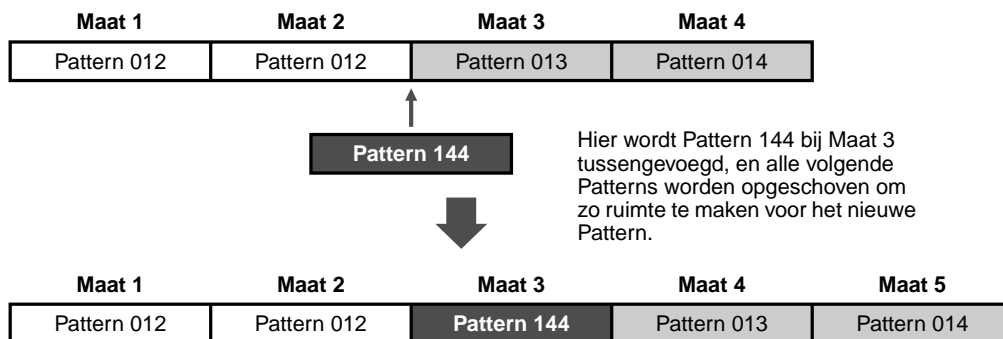 Maat 1 Maat 2 Maat 3 Maat 4
Pattern 012 Pattern 012 Pattern 013 Pattern 014
Pattern 144
Hier wordt Pattern 144 bij Maat 3
tussengevoegd, en alle volgende
Patterns worden opgeschoven om
zo ruimte te maken voor het nieuwe
Pattern.
Maat 1 Maat 2 Maat 3 Maat 4 Maat 5
Pattern 012 Pattern 012 Pattern 144 Pattern 013 Pattern 014